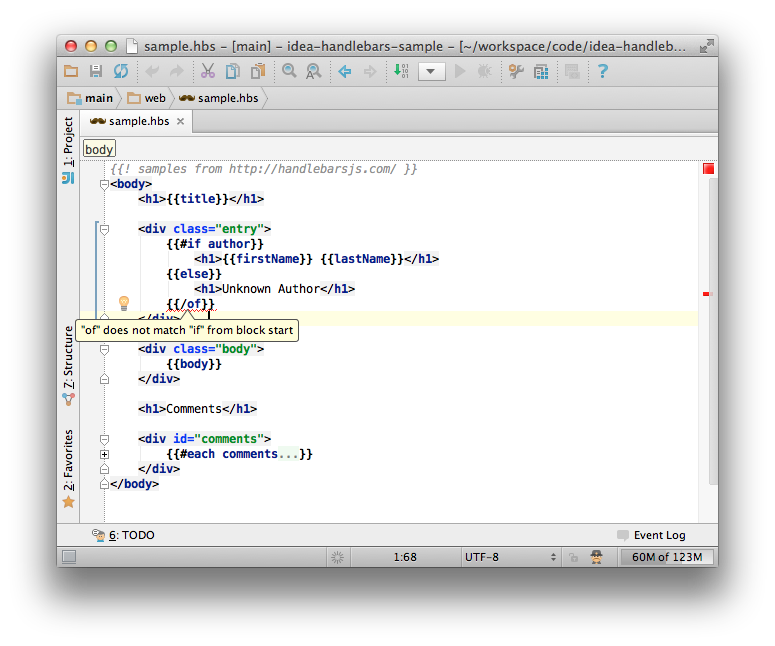 sample.hbs – [main] – idea-handlebars-sample – [~/workspace/code/idea-handleb...
main
web
sample.hbs
1: Project
sample.hbs
body
{{! samples from http://handlebarsjs.com/ }}
<body>
<h1>{{title}}</h1>
<div class="entry">
{{#if author}}
<h1>{{firstName}} {{lastName}}</h1>
{{else}}
<h1>Unknown Author</h1>
{{/of}}
</div>
"of" does not match "if" from block start
7: Structure
<div class="body">
{{body}}
</div>
<h1>Comments</h1>
2: Favorites
<div id="comments">
{{#each comments...}}
</div>
</body>
6: TODO
Event Log
1:68
UTF-8
60M of 123M